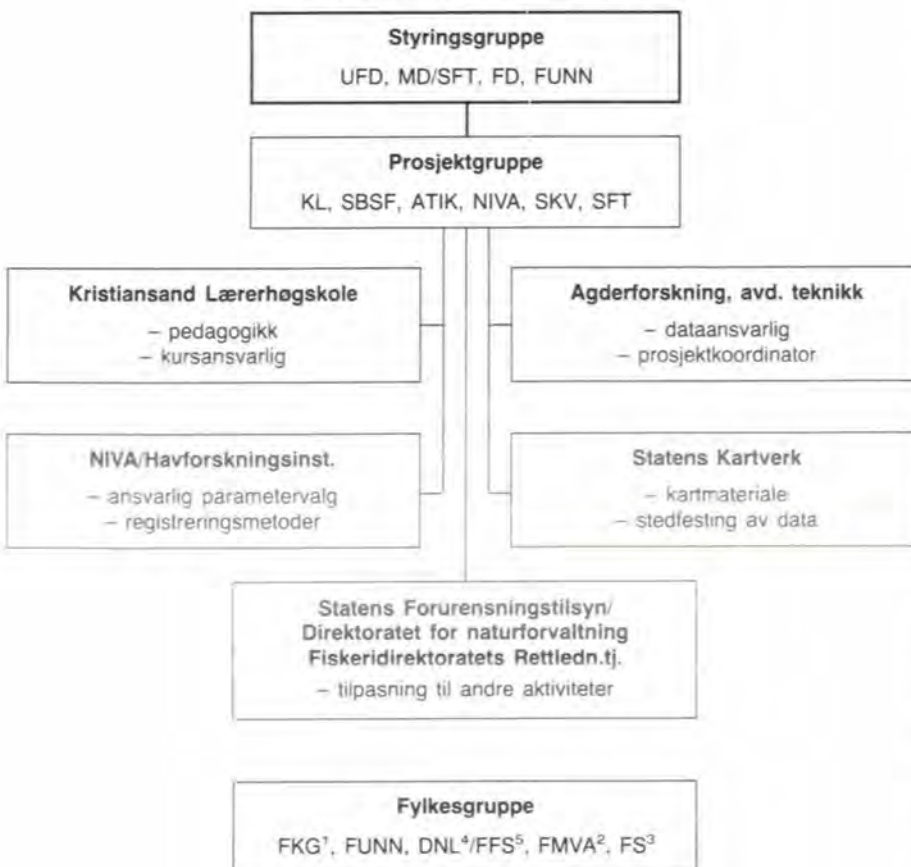 Styringsgruppe
UFD, MD/SFT, FD, FUNN
Prosjektgruppe
KL, SBSF, ATIK, NIVA, SKV, SFT
Kristiansand Lærerhøgskole
– pedagogikk
– kursansvarlig
Agderforskning, avd. teknikk
– dataansvarlig
– prosjektkoordinator
NIVA/Havforskningsinst.
– ansvarlig parametervalg
– registreringsmetoder
Statens Kartverk
– kartmateriale
– stedfesting av data
Statens Forurensningstilsyn/
Direktoratet for naturforvaltning
Fiskeridirektoratets Rettledn.tj.
– tilpasning til andre aktiviteter
Fylkesgruppe
FKG¹, FUNN, DNL⁴/FFS⁵, FMVA², FS³